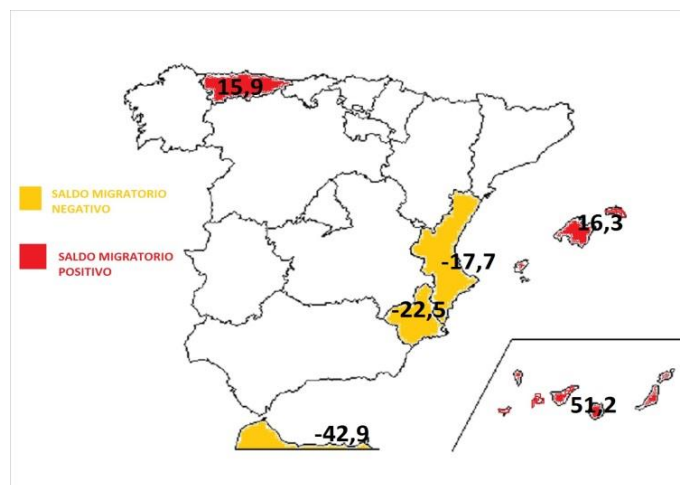 15,9
SALDO MIGRATORIO
NEGATIVO
16,3
SALDO MIGRATORIO
POSITIVO
-17,7
-22,5
51,2
-42,9